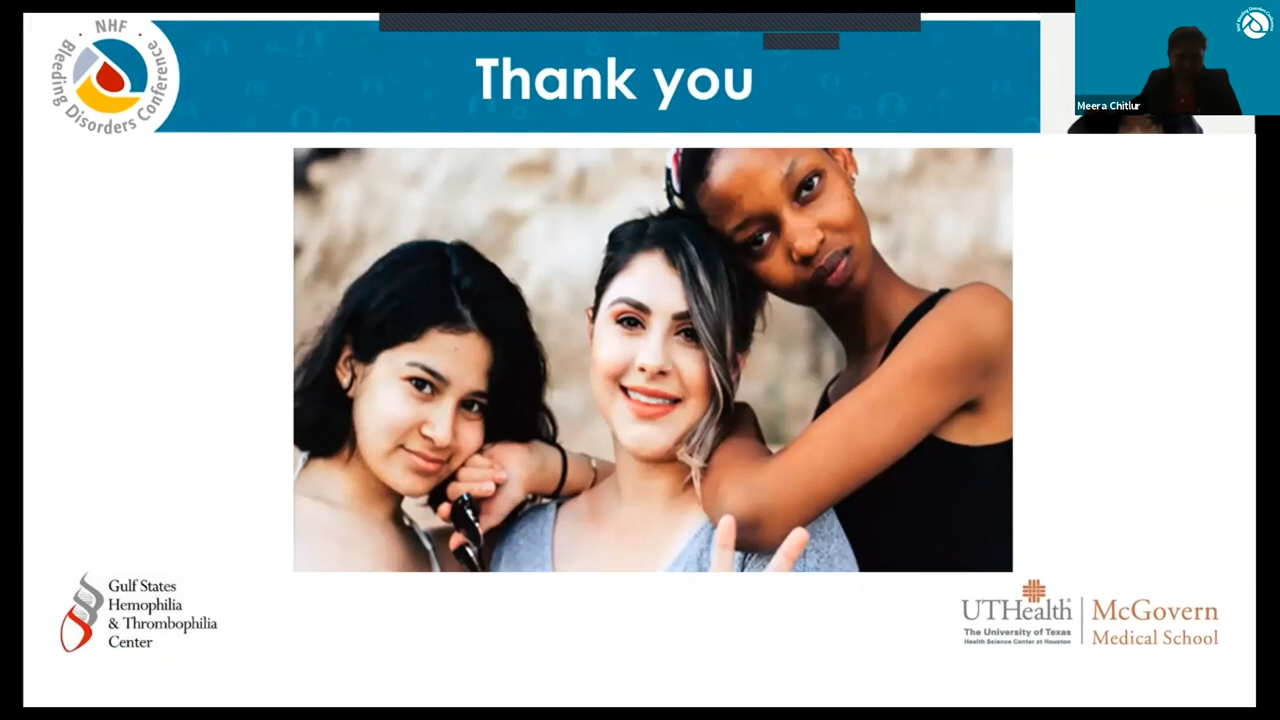 · NHF ·
Bleeding Disorders Conference
Thank you
Meera Chitlur
Gulf States
Hemophilia
& Thrombophilia
Center
UTHealth®
The University of Texas
Health Science Center at Houston
McGovern
Medical School